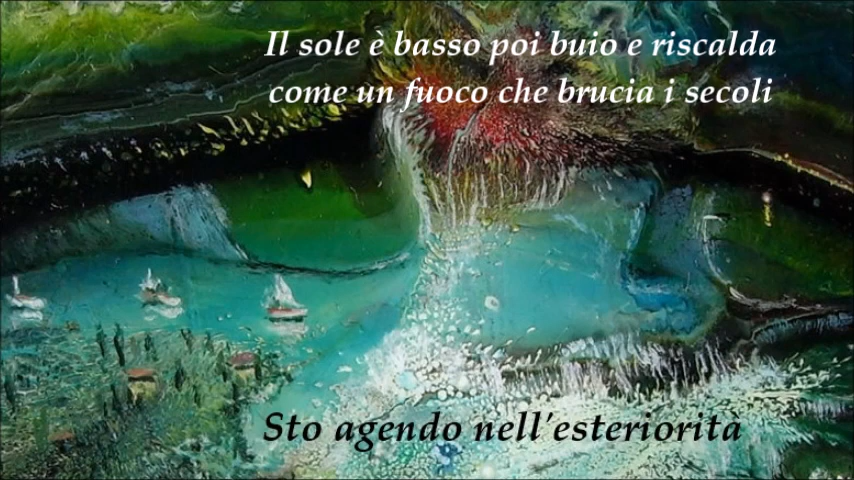 Il sole è basso poi buio e riscalda
come un fuoco che brucia i secoli
Sto agendo nell'esteriorità